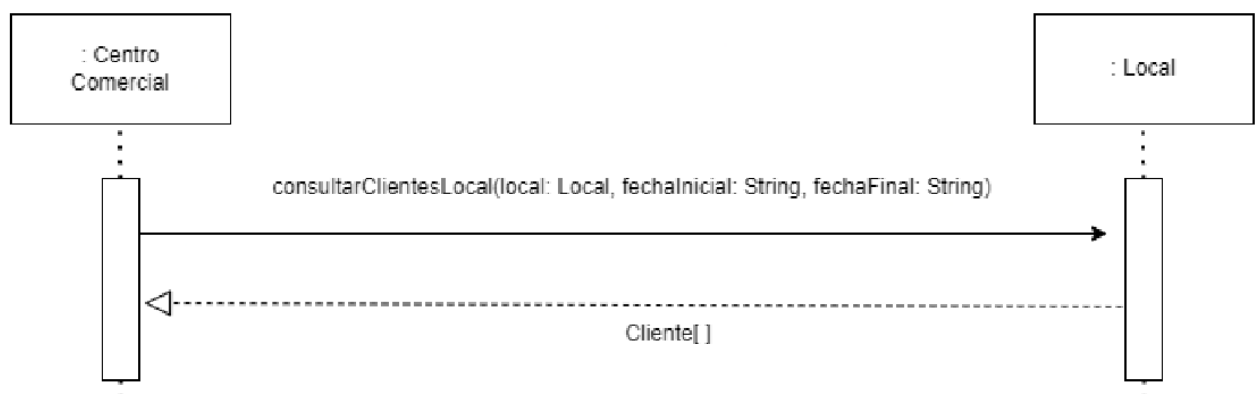 : Centro
Comercial
: Local
consultarClientesLocal(local: Local, fechaInicial: String, fechaFinal: String)
Cliente[ ]